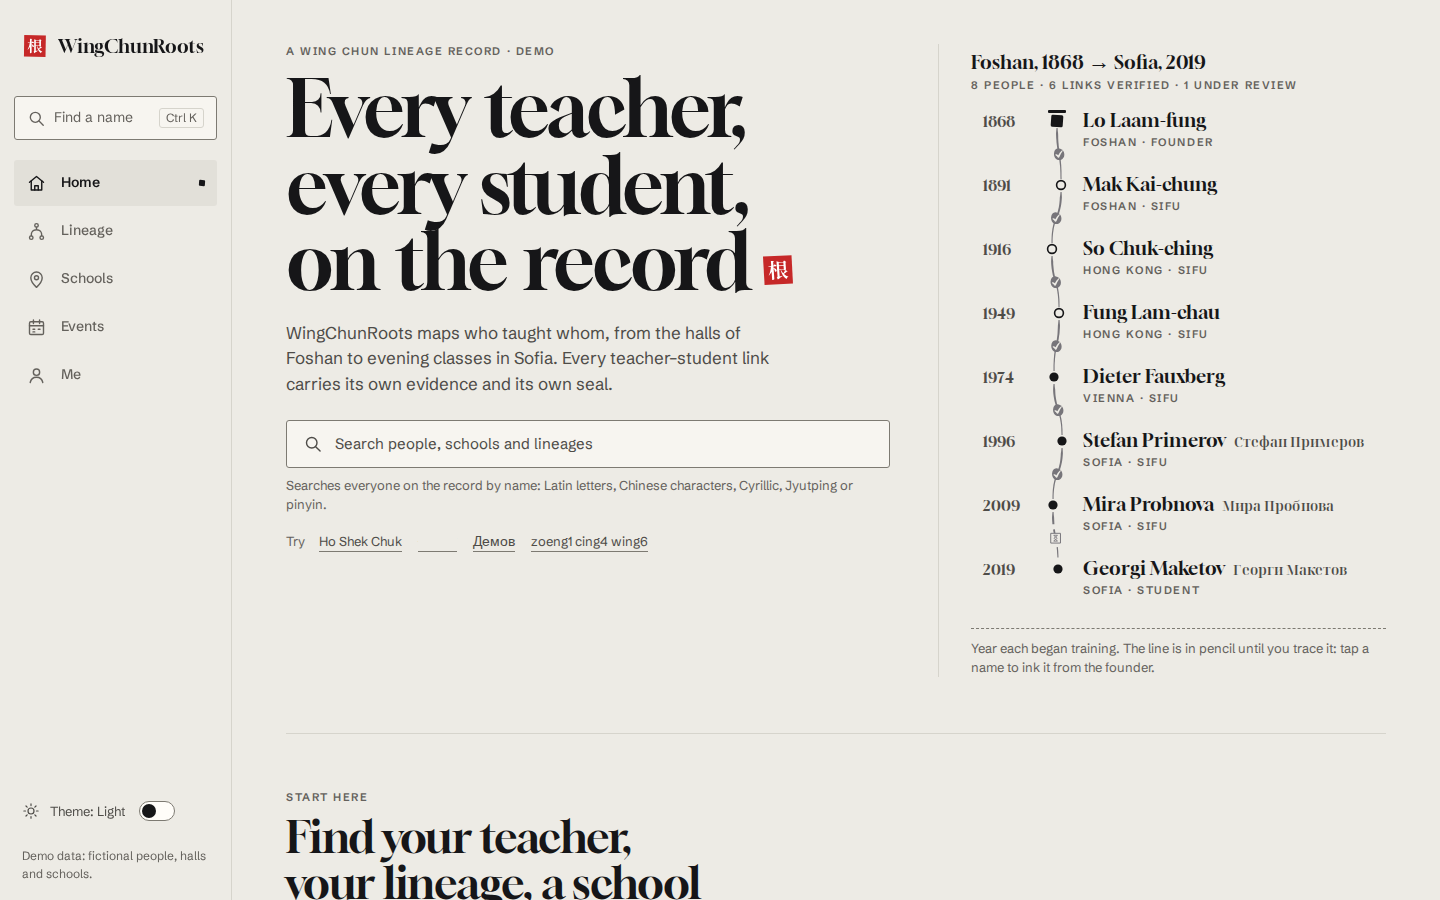 根 WingChunRoots
Find a name Ctrl K
Home
Lineage
Schools
Events
Me
Theme: Light
Demo data: fictional people, halls
and schools.
A WING CHUN LINEAGE RECORD · DEMO
Every teacher,
every student,
on the record 根
WingChunRoots maps who taught whom, from the halls of
Foshan to evening classes in Sofia. Every teacher–student link
carries its own evidence and its own seal.
Search people, schools and lineages
Searches everyone on the record by name: Latin letters, Chinese characters, Cyrillic, Jyutping or
pinyin.
Try Ho Shek Chuk Демов zoeng1 cing4 wing6
Foshan, 1868 → Sofia, 2019
8 PEOPLE · 6 LINKS VERIFIED · 1 UNDER REVIEW
1868 Lo Laam-fung
FOSHAN · FOUNDER
1891 Mak Kai-chung
FOSHAN · SIFU
1916 So Chuk-ching
HONG KONG · SIFU
1949 Fung Lam-chau
HONG KONG · SIFU
1974 Dieter Fauxberg
VIENNA · SIFU
1996 Stefan Primerov Стефан Примеров
SOFIA · SIFU
2009 Mira Probnova Мира Пробнова
SOFIA · SIFU
2019 Georgi Maketov Георги Макетов
SOFIA · STUDENT
Year each began training. The line is in pencil until you trace it: tap a
name to ink it from the founder.
START HERE
Find your teacher,
your lineage, a school